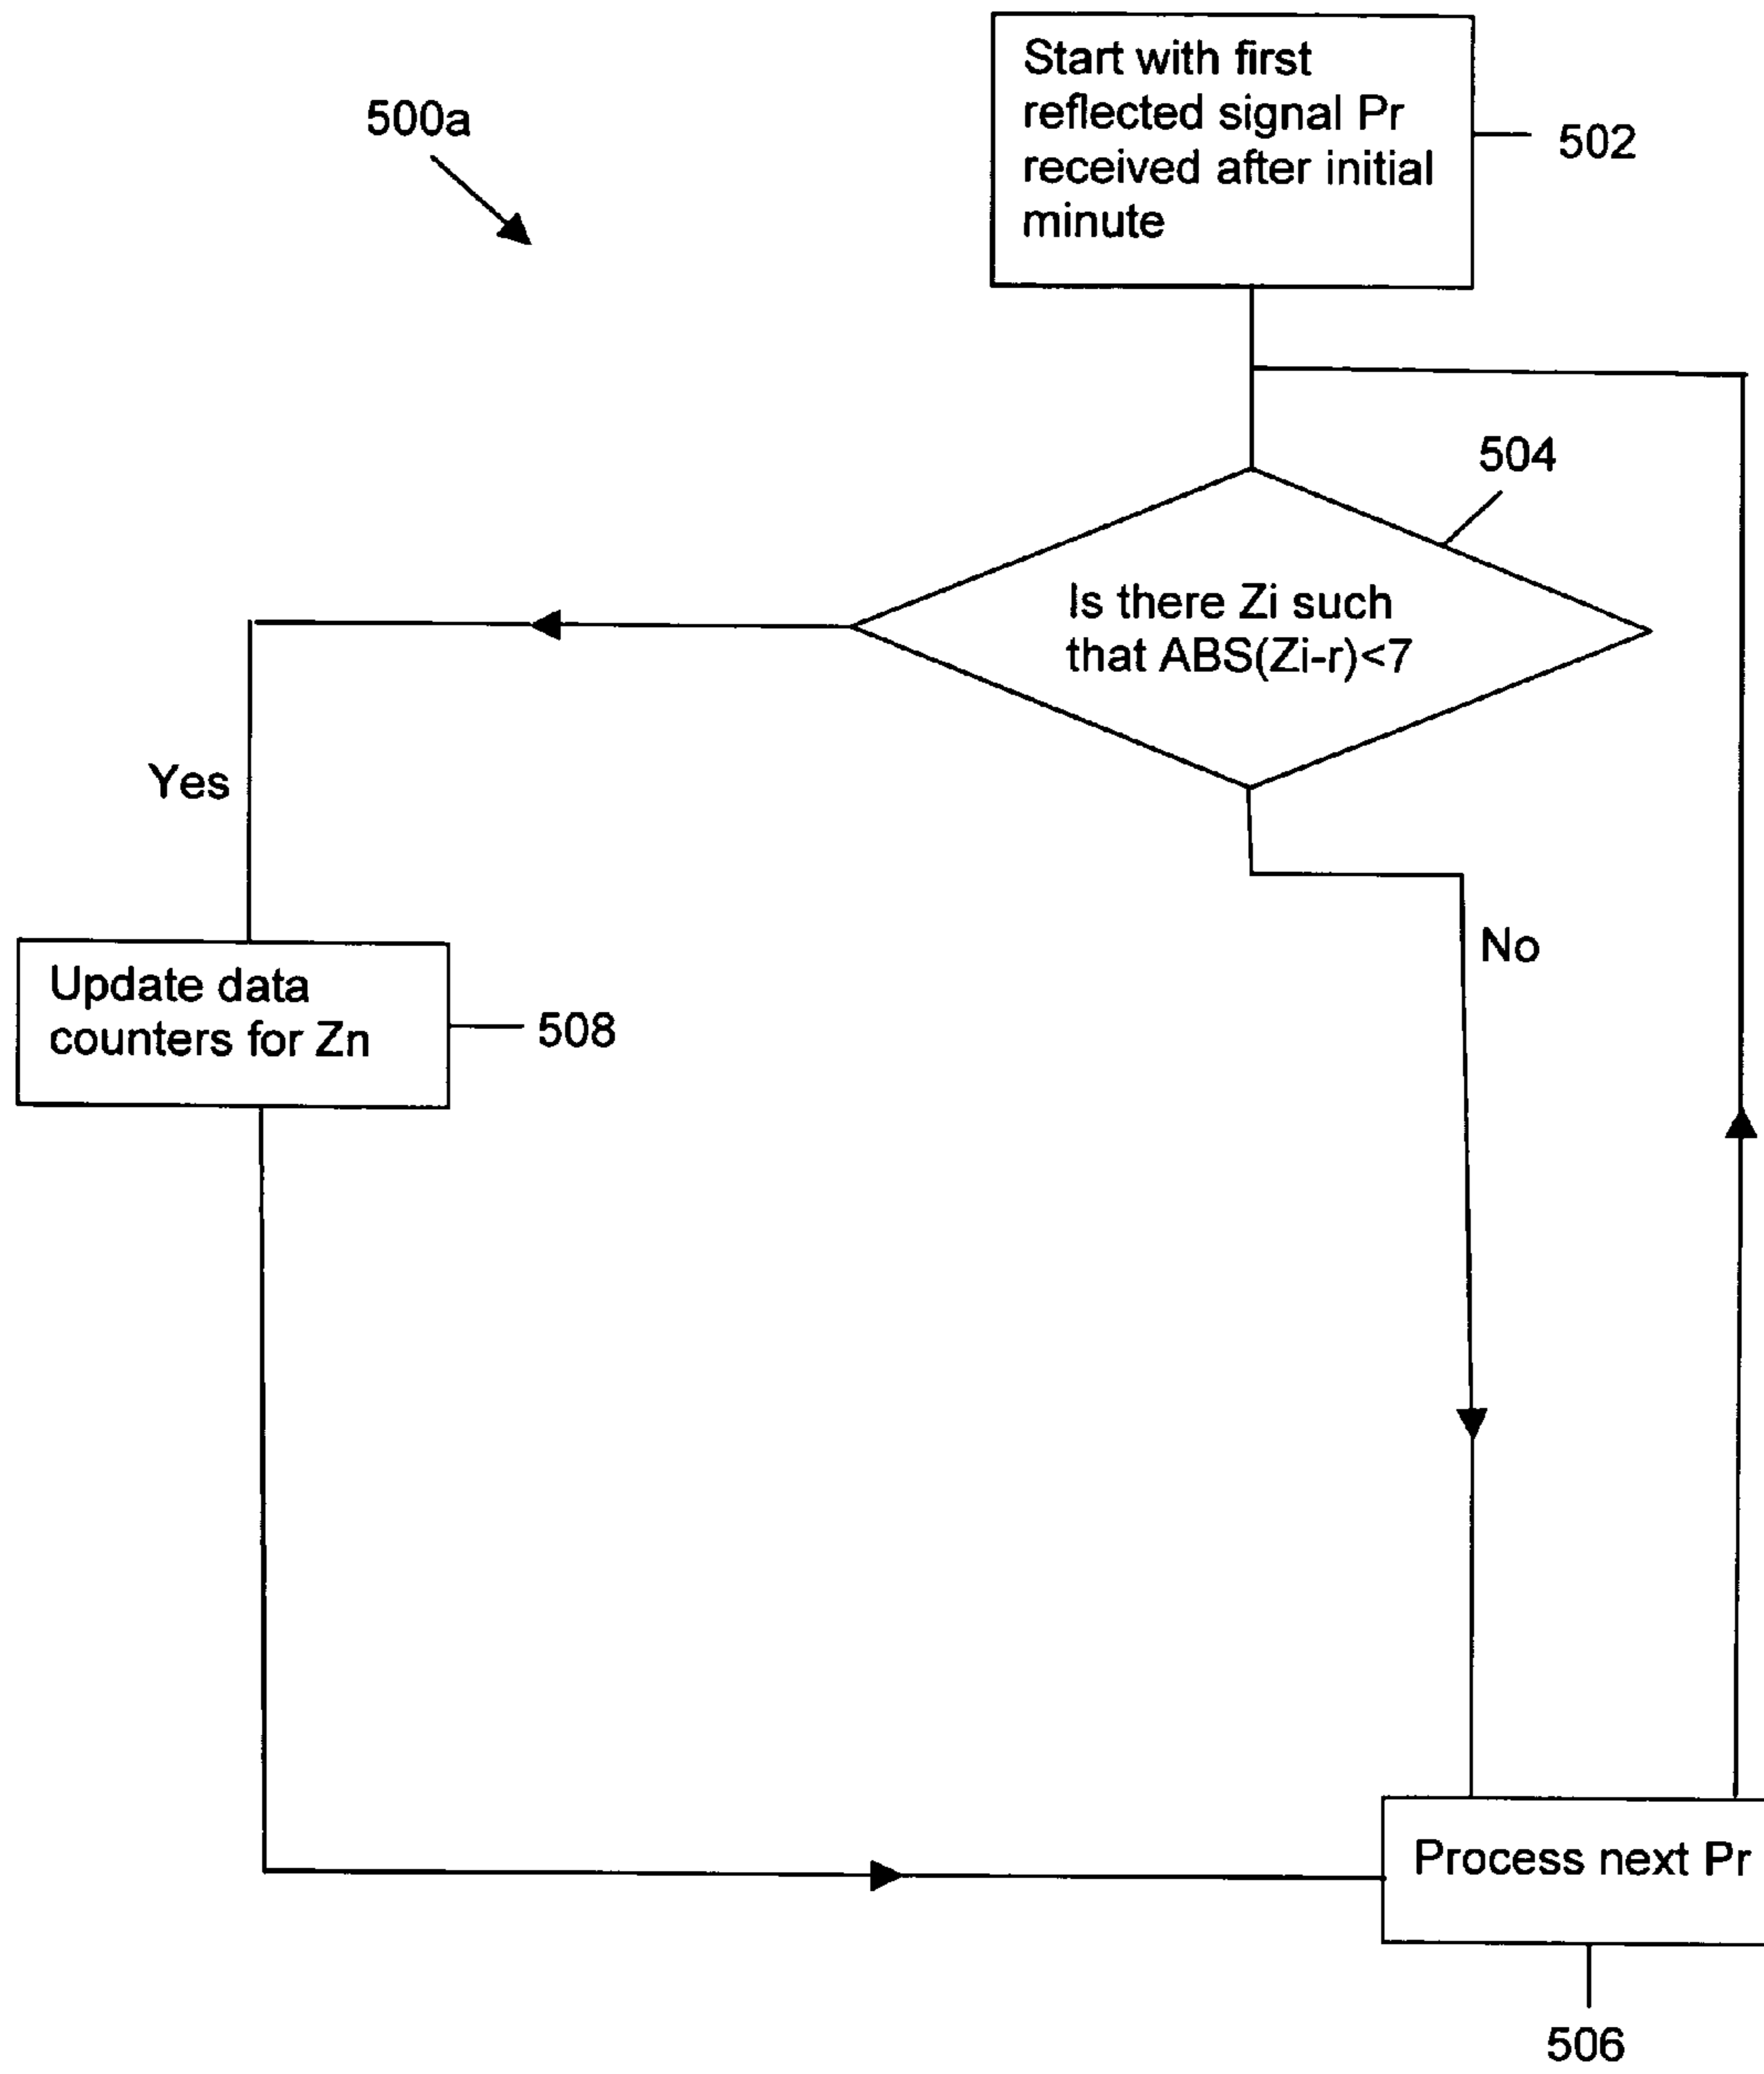 500a
Start with first
reflected signal Pr
received after initial
minute
502
504
Is there Zi such
that ABS(Zi-r)<7
Yes
No
Update data
counters for Zn
508
Process next Pr
506